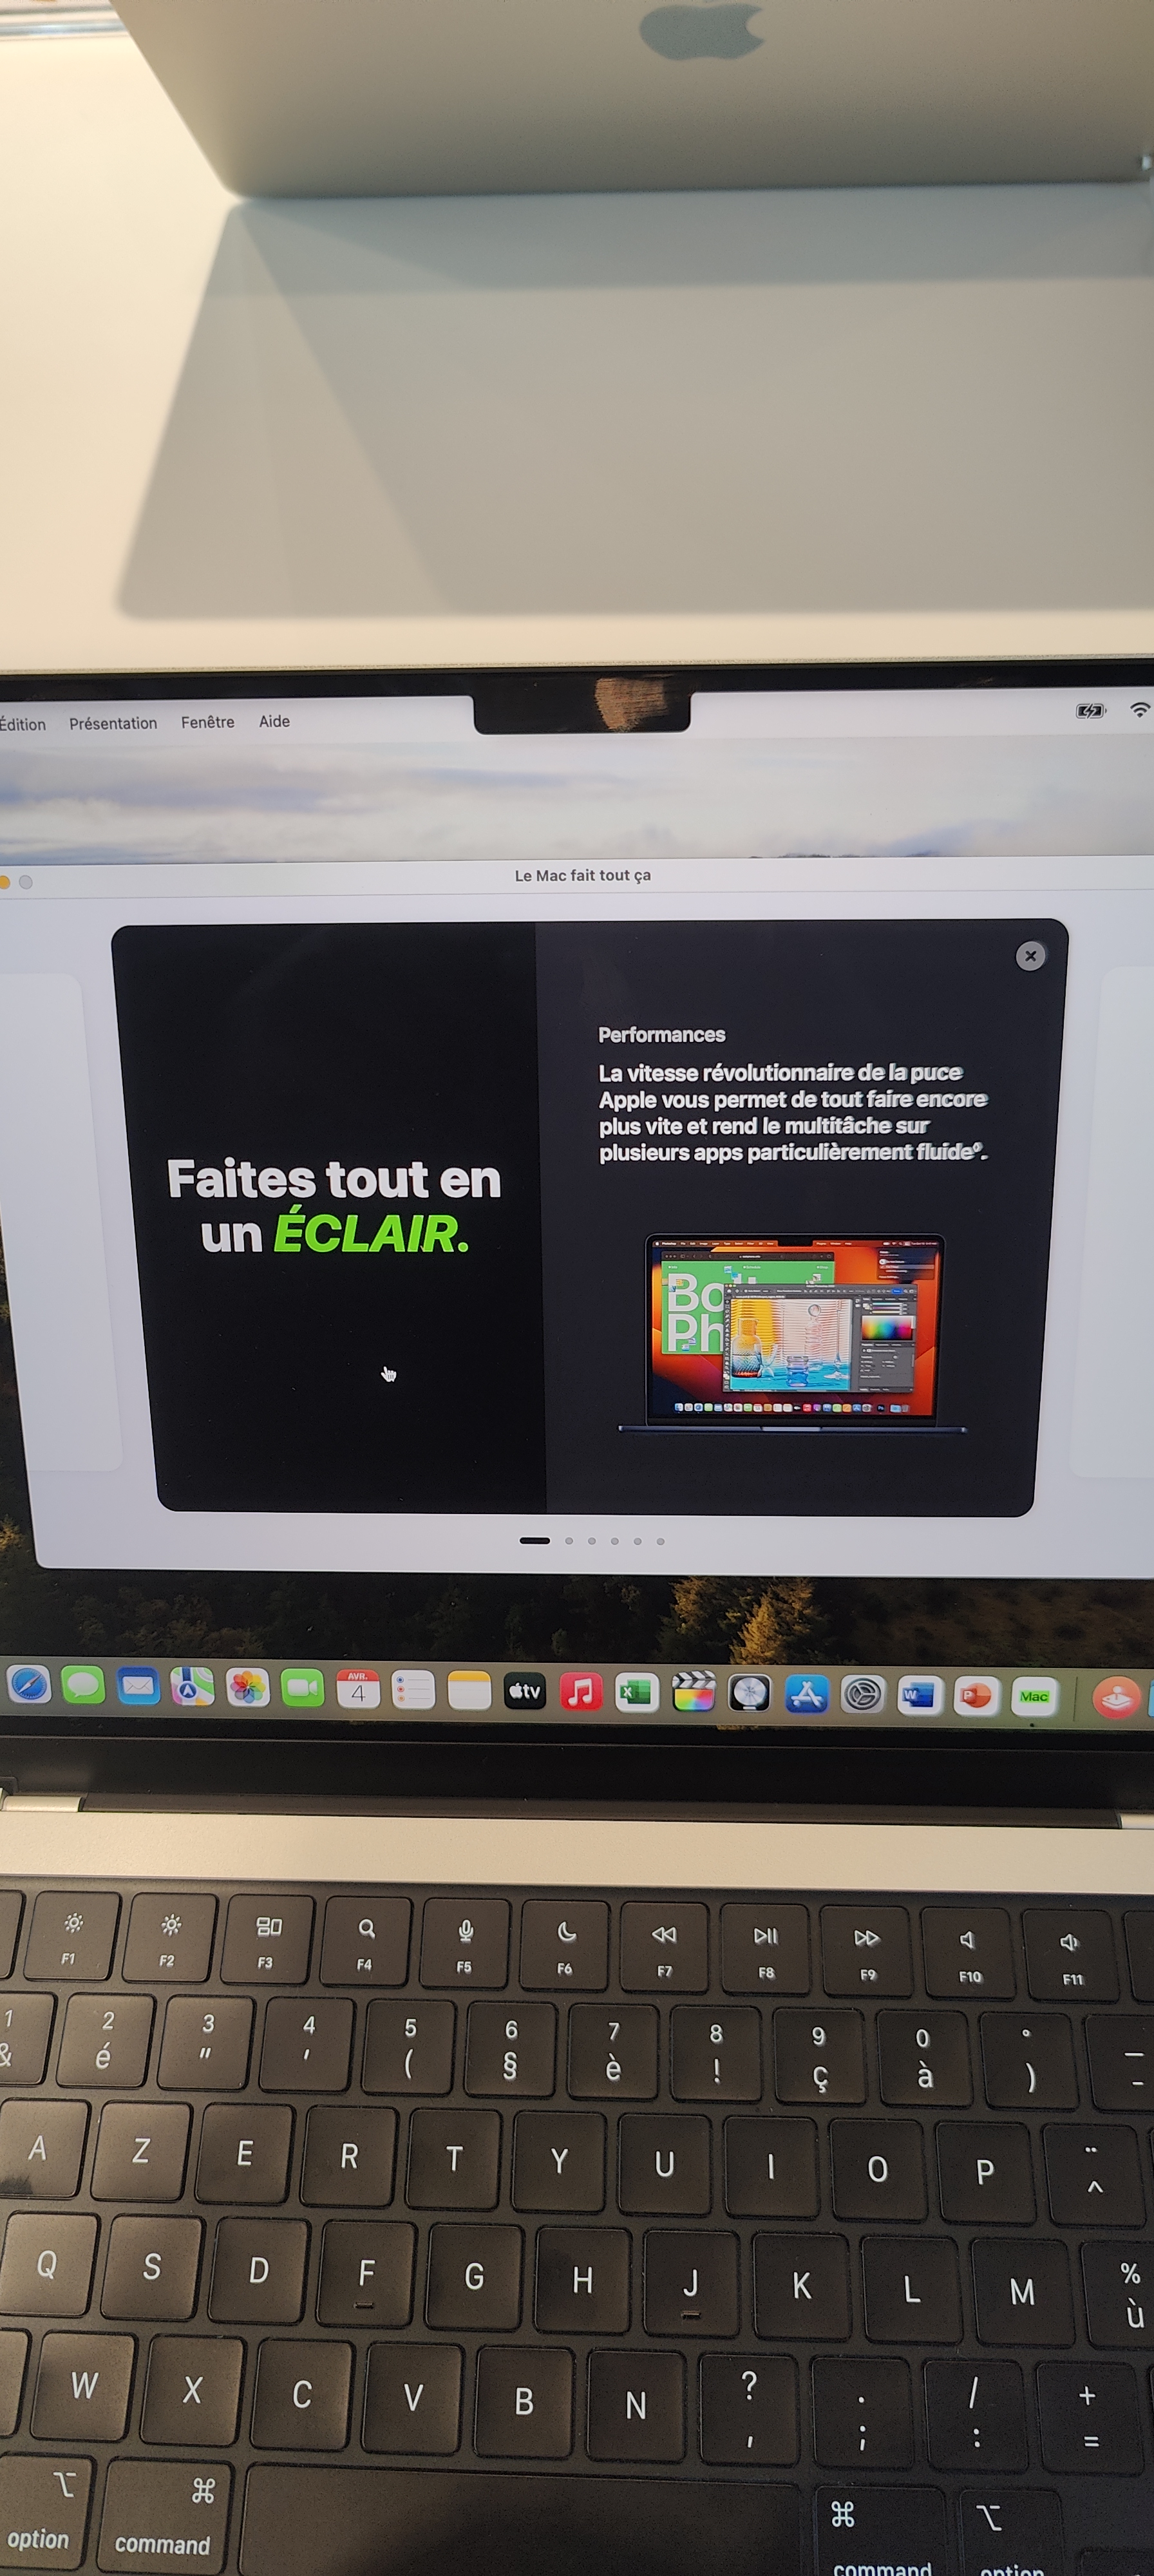 Édition Présentation Fenêtre Aide
Le Mac fait tout ça
Faites tout en
un ÉCLAIR.
Performances
La vitesse révolutionnaire de la puce
Apple vous permet de tout faire encore
plus vite et rend le multitâche sur
plusieurs apps particulièrement fluide⁰.
AVR.
4
tv
X
W
P
Mac
F1 F2 F3 F4 F5 F6 F7 F8 F9 F10 F11
1 2 3 4 5 6 7 8 9 0 ° _
& é " ' ( § è ! ç à ) -
A Z E R T Y U I O P ¨
^
Q S D F G H J K L M %
ù
W X C V B N ? . / +
, ; : =
⌥ ⌘ ⌘ ⌥
option command command option